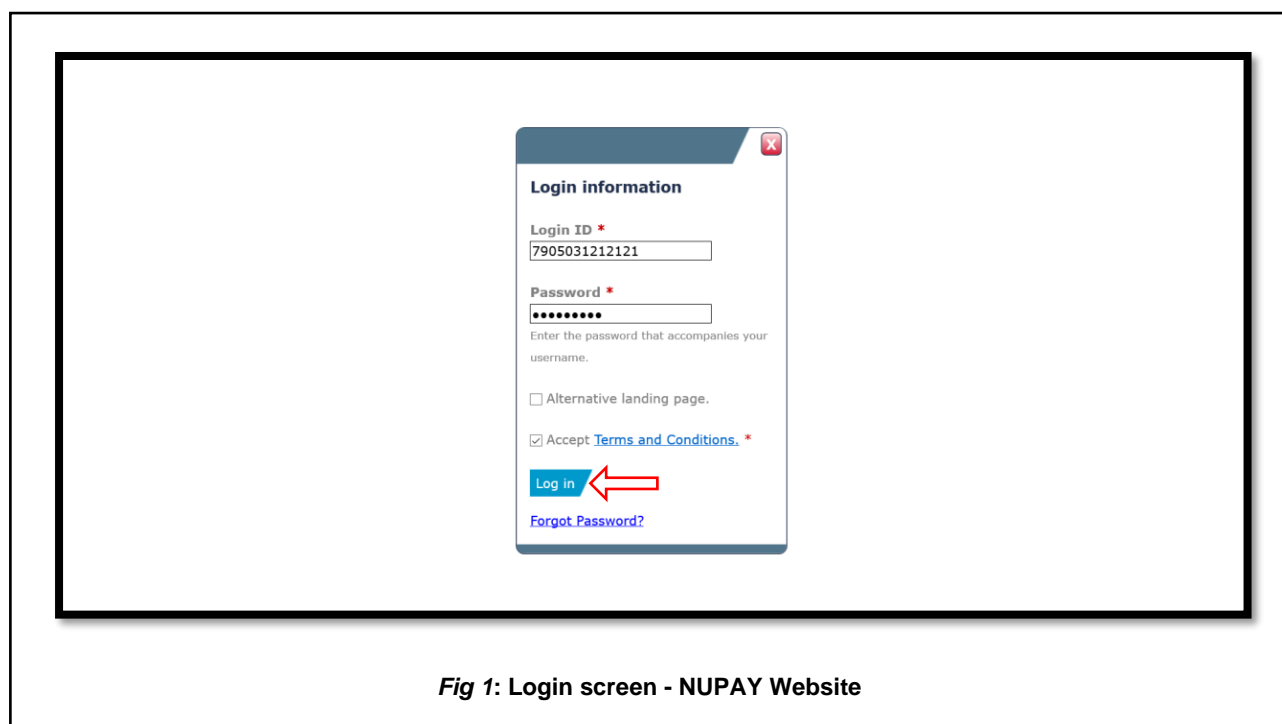 X
Login information
Login ID *
7905031212121
Password *
•••••••••
Enter the password that accompanies your
username.
Alternative landing page.
Accept Terms and Conditions. *
Log in
Forgot Password?
Fig 1: Login screen - NUPAY Website